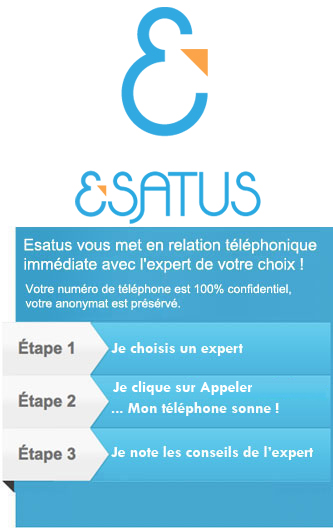 ESATUS
Esatus vous met en relation téléphonique
immédiate avec l'expert de votre choix !
Votre numéro de téléphone est 100% confidentiel,
votre anonymat est préservé.
Étape 1
Je choisis un expert
Étape 2
Je clique sur Appeler
... Mon téléphone sonne !
Étape 3
Je note les conseils de l'expert